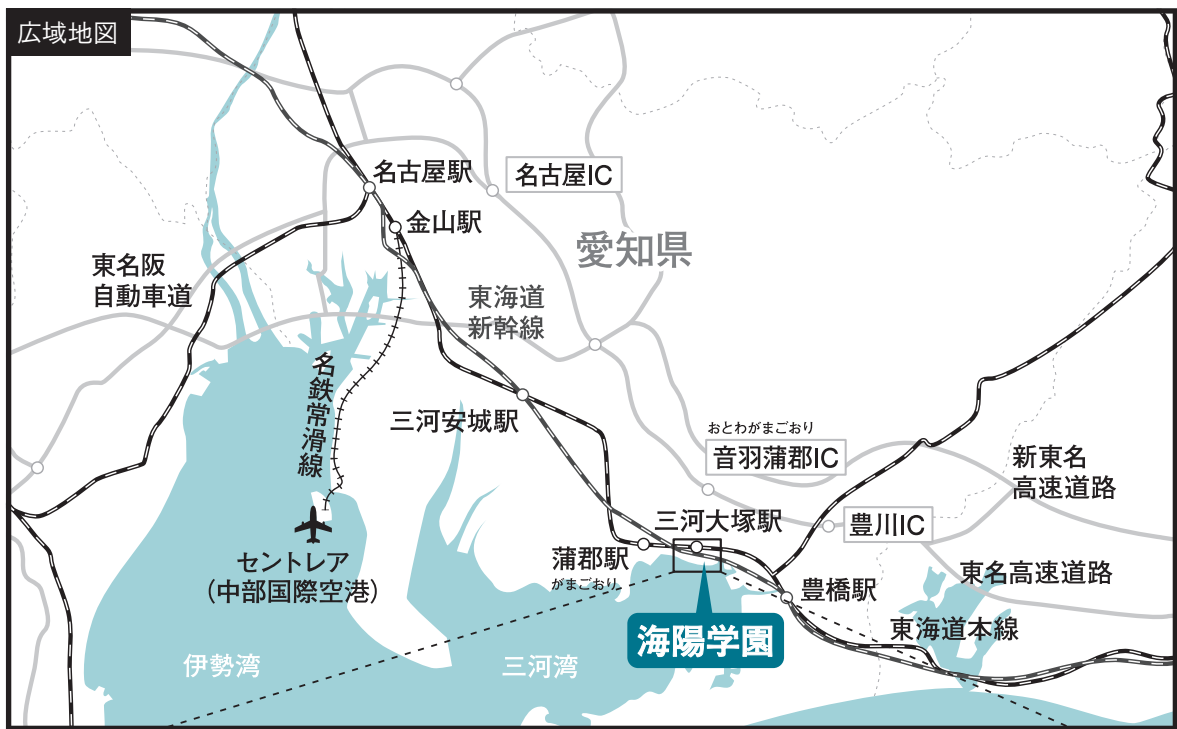 広域地図
名古屋駅
名古屋IC
金山駅
愛知県
東名阪
自動車道
東海道
新幹線
名鉄常滑線
三河安城駅
おとわがまごおり
音羽蒲郡IC
新東名
高速道路
三河大塚駅
豊川IC
セントレア
（中部国際空港）
蒲郡駅
がまごおり
東名高速道路
豊橋駅
東海道本線
海陽学園
伊勢湾
三河湾